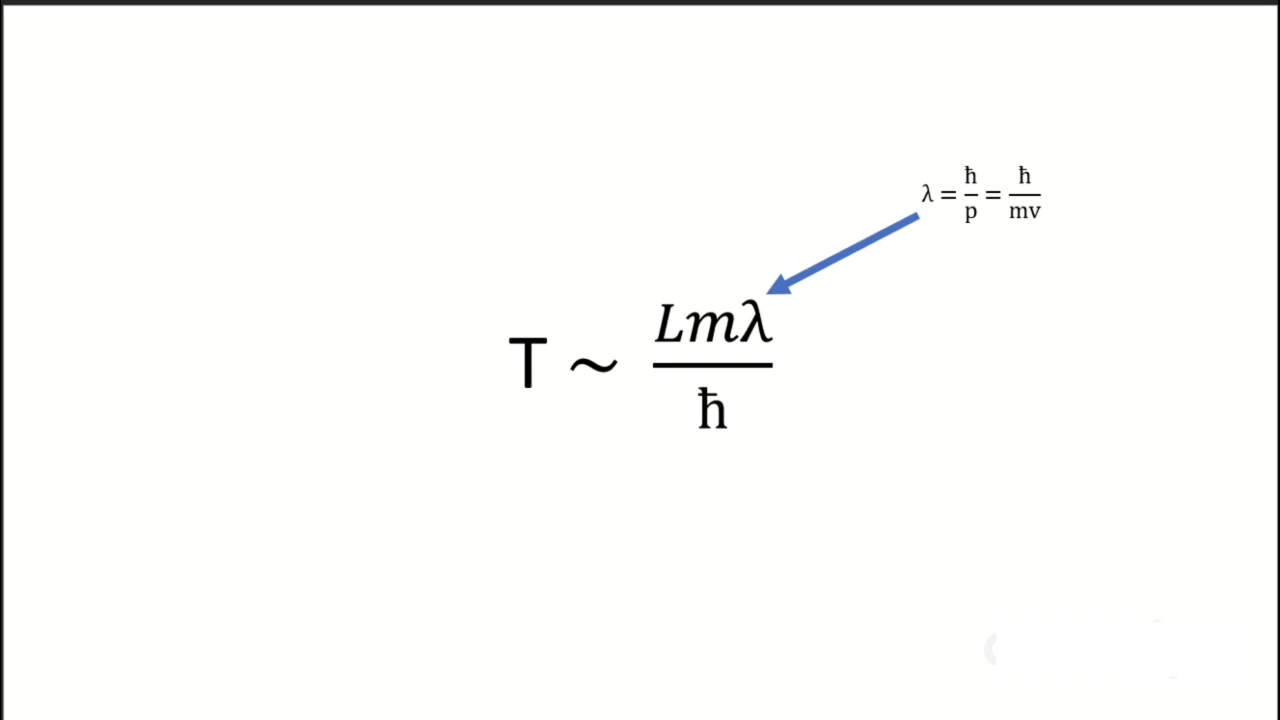 λ = ħ/p = ħ/mv
T ~ Lmλ/ħ